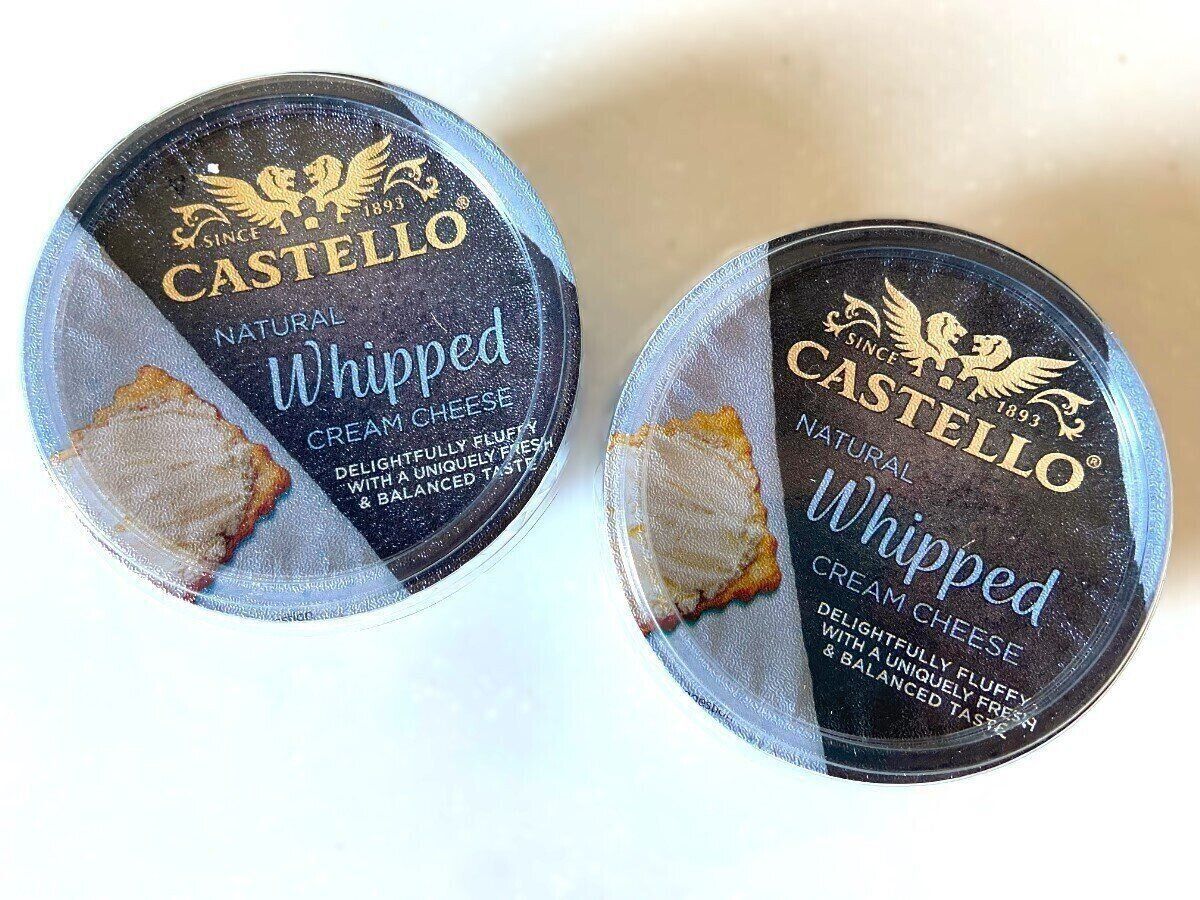 SINCE 1893
CASTELLO®
NATURAL
Whipped
CREAM CHEESE
DELIGHTFULLY FLUFFY
WITH A UNIQUELY FRESH
& BALANCED TASTE
SINCE 1893
CASTELLO®
NATURAL
Whipped
CREAM CHEESE
DELIGHTFULLY FLUFFY
WITH A UNIQUELY FRESH
& BALANCED TASTE